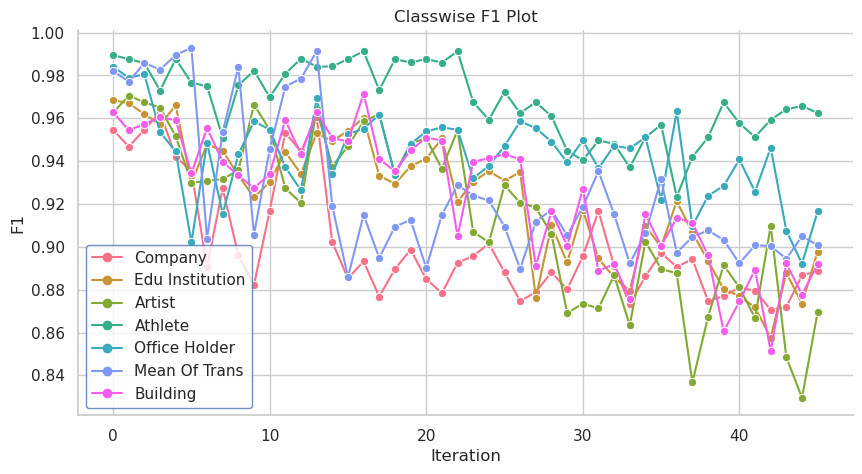 Classwise F1 Plot
1.00
0.98
0.96
0.94
0.92
0.90
0.88
0.86
0.84
F1
Company
Edu Institution
Artist
Athlete
Office Holder
Mean Of Trans
Building
0 10 20 30 40
Iteration